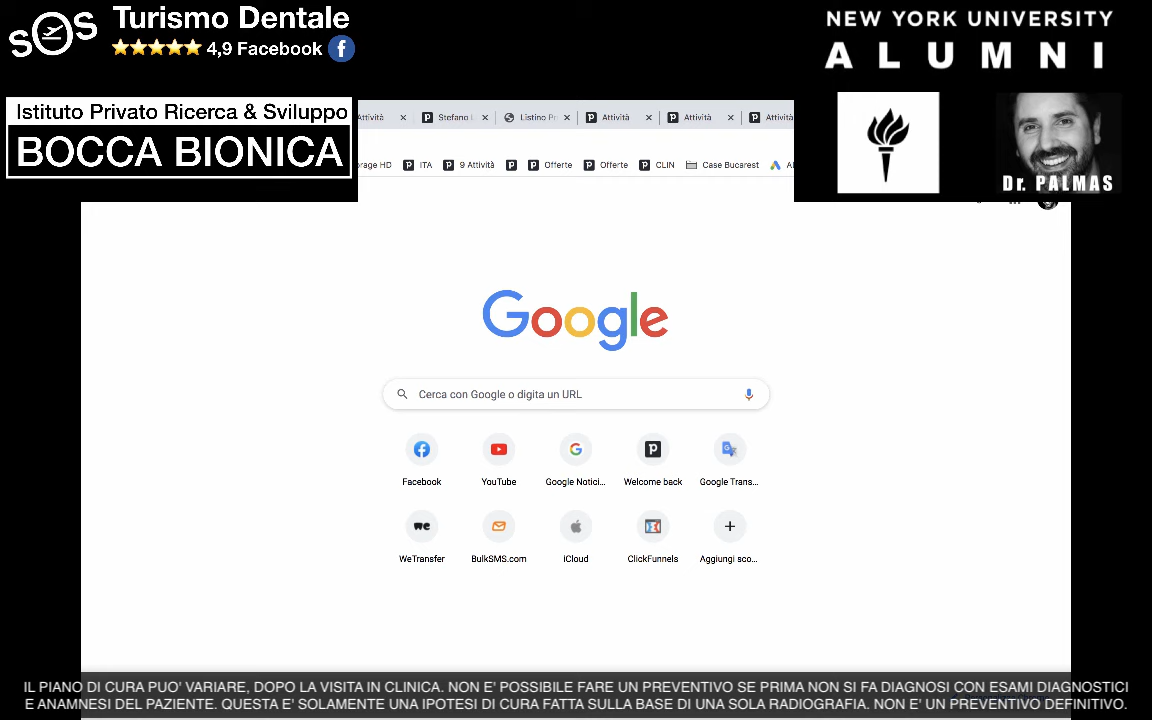 SOS
Turismo Dentale
4,9 Facebook
Istituto Privato Ricerca & Sviluppo
BOCCA BIONICA
NEW YORK UNIVERSITY
ALUMNI
Dr. PALMAS
Attività
Stefano
Listino
Attività
Attività
Attività
HD
ITA
9 Attività
Offerte
Offerte
CLIN
Case Bucarest
Google
Cerca con Google o digita un URL
Facebook
YouTube
Google Notici...
Welcome back
Google Trans...
WeTransfer
BulkSMS.com
iCloud
ClickFunnels
Aggiungi sco...
IL PIANO DI CURA PUO' VARIARE, DOPO LA VISITA IN CLINICA. NON E' POSSIBILE FARE UN PREVENTIVO SE PRIMA NON SI FA DIAGNOSI CON ESAMI DIAGNOSTICI
E ANAMNESI DEL PAZIENTE. QUESTA E' SOLAMENTE UNA IPOTESI DI CURA FATTA SULLA BASE DI UNA SOLA RADIOGRAFIA. NON E' UN PREVENTIVO DEFINITIVO.